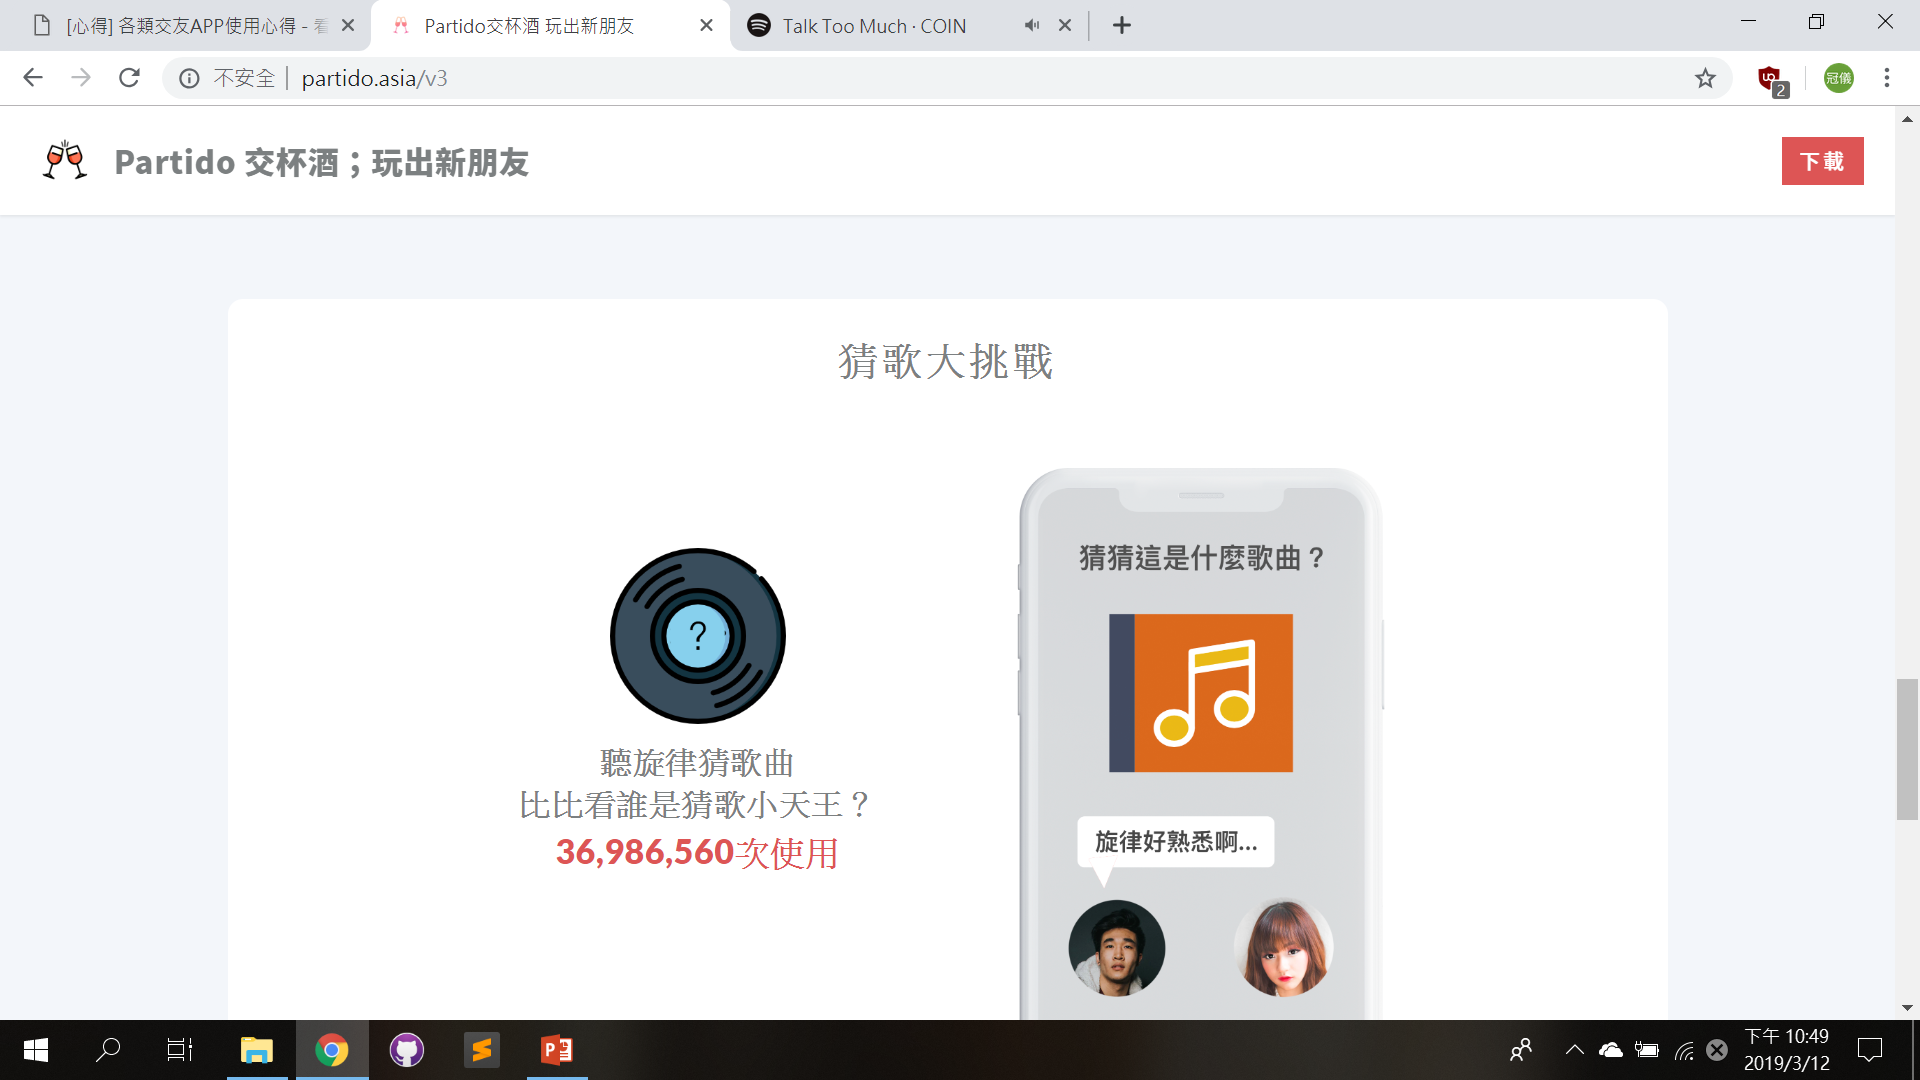 [心得] 各類交友APP使用心得 - 看
Partido交杯酒 玩出新朋友
Talk Too Much · COIN
不安全
partido.asia/v3
2
冠儀
Partido 交杯酒；玩出新朋友
下載
猜歌大挑戰
?
聽旋律猜歌曲
比比看誰是猜歌小天王？
36,986,560次使用
猜猜這是什麼歌曲？
旋律好熟悉啊...
下午 10:49
2019/3/12